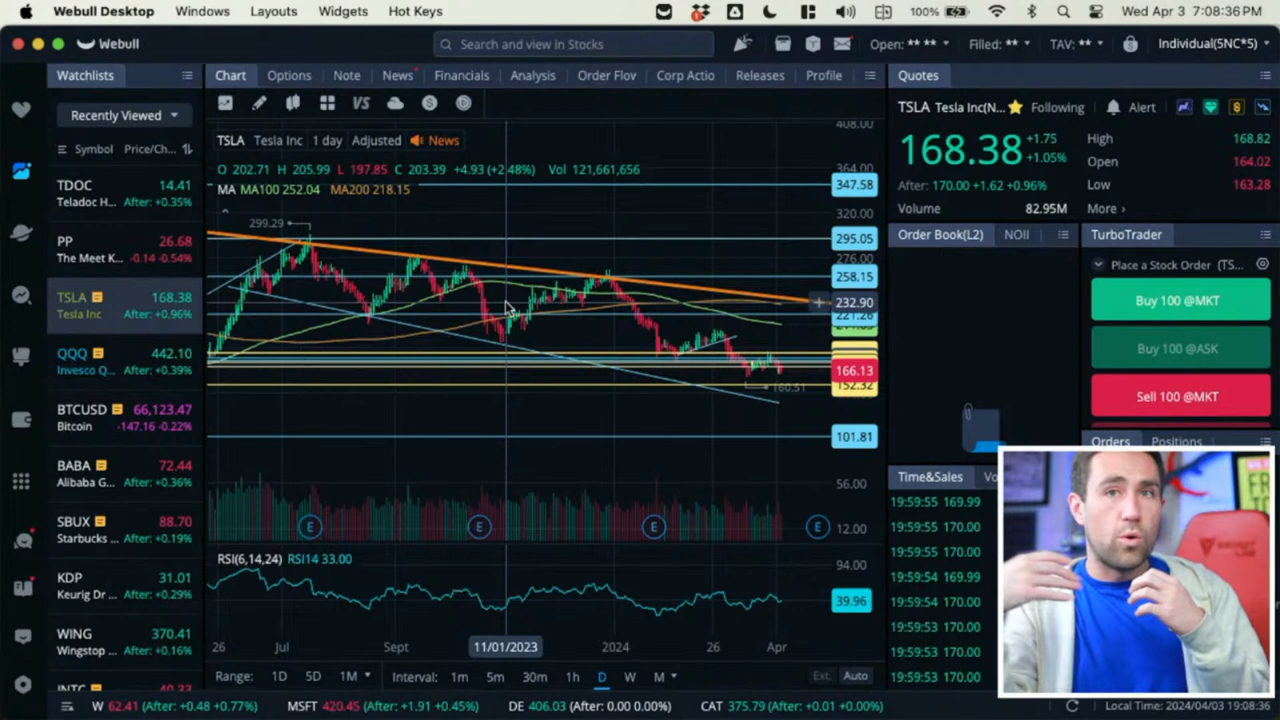 Webull Desktop Windows Layouts Widgets Hot Keys 1 100% Wed Apr 3 7:08:36 PM
Webull Search and view in Stocks Open: ** ** Filled: ** TAV: ** Individual(5NC*5)
Watchlists
Recently Viewed
Symbol Price/Ch...
TDOC 14.41
Teladoc H... After: +0.35%
PP 26.68
The Meet K... -0.14 -0.54%
TSLA 168.38
Tesla Inc After: +0.96%
QQQ 442.10
Invesco Q... After: +0.39%
BTCUSD 66,123.47
Bitcoin -147.16 -0.22%
BABA 72.44
Alibaba G... After: +0.36%
SBUX 88.70
Starbucks ... After: +0.19%
KDP 31.01
Keurig Dr ... After: +0.29%
WING 370.41
Wingstop ... After: +0.16%
INTC 40.33
Chart Options Note News Financials Analysis Order Flov Corp Actio Releases Profile
VS
TSLA Tesla Inc 1 day Adjusted News
O 202.71 H 205.99 L 197.85 C 203.39 +4.93 (+2.48%) Vol 121,661,656
MA MA100 252.04 MA200 218.15
299.29
160.51
408.00
364.00
347.58
320.00
295.05
276.00
258.15
232.90
221.26
166.13
152.32
101.81
56.00
12.00
E E E E
RSI(6,14,24) RSI14 33.00
94.00
39.96
26 Jul Sept 11/01/2023 2024 26 Apr
Range: 1D 5D 1M Interval: 1m 5m 30m 1h 2h D W M Ext. Auto
Quotes
TSLA Tesla Inc(N... Following Alert
168.38 +1.75
+1.05%
After: 170.00 +1.62 +0.96%
Volume 82.95M
High 168.82
Open 164.02
Low 163.28
More
Order Book(L2) NOII
TurboTrader
Place a Stock Order (TS...
Buy 100 @MKT
Buy 100 @ASK
Sell 100 @MKT
Orders Positions
Time&Sales Vo
19:59:55 169.99
19:59:55 170.00
19:59:55 170.00
19:59:54 169.99
19:59:54 170.00
19:59:53 170.00
19:59:53 170.00
19:59:53 170.00
W 62.41 (After: +0.48 +0.77%) MSFT 420.45 (After: +1.91 +0.45%) DE 406.03 (After: 0.00 0.00%) CAT 375.79 (After: +0.01 +0.00%) Local Time: 2024/04/03 19:08:36